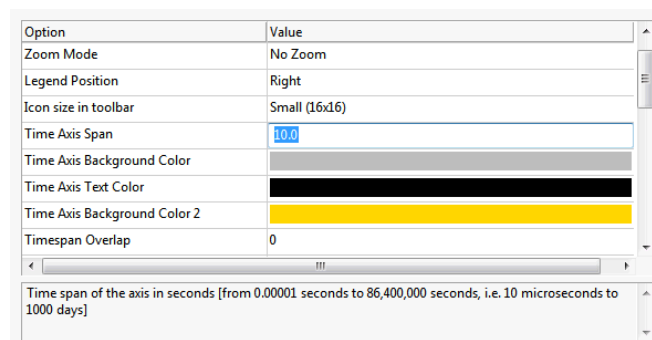 Option Value
Zoom Mode No Zoom
Legend Position Right
Icon size in toolbar Small (16x16)
Time Axis Span 10.0
Time Axis Background Color
Time Axis Text Color
Time Axis Background Color 2
Timespan Overlap 0
Time span of the axis in seconds [from 0.00001 seconds to 86,400,000 seconds, i.e. 10 microseconds to
1000 days]